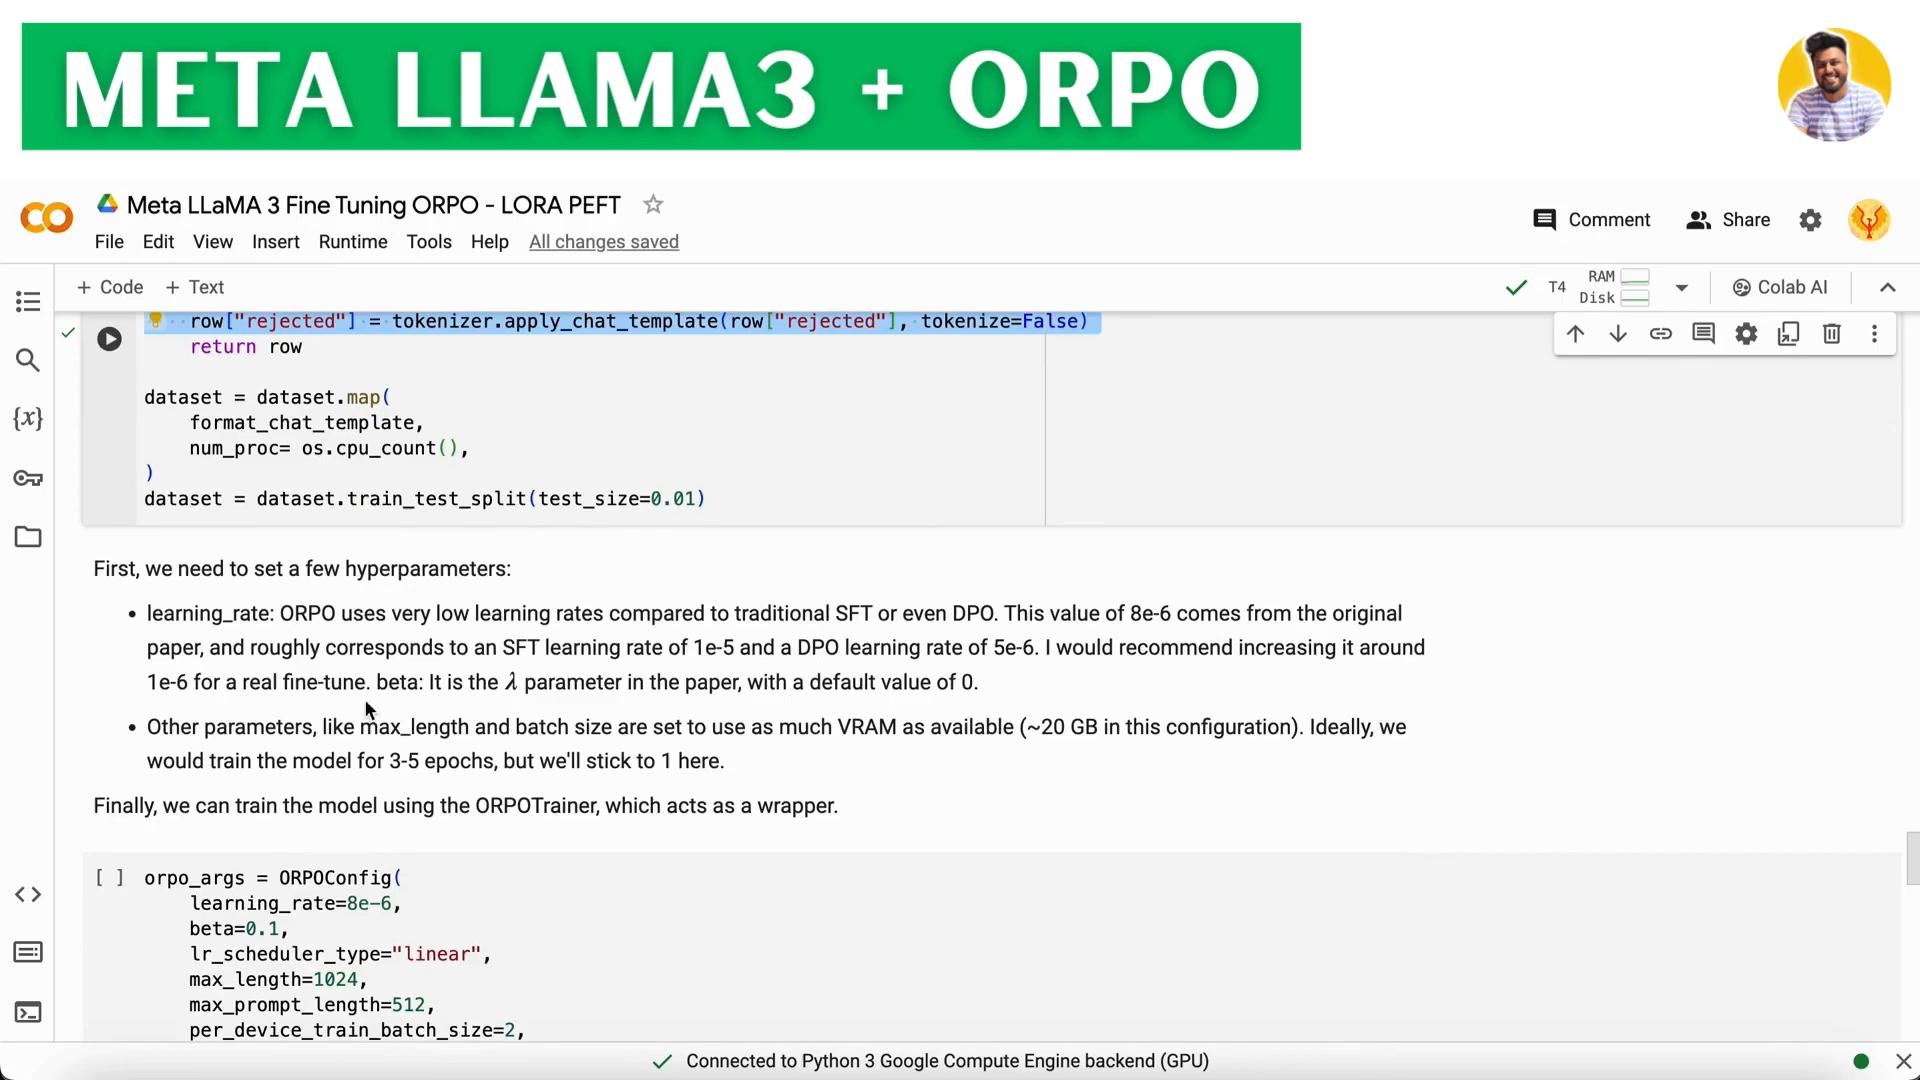 META LLAMA3 + ORPO
Meta LLaMA 3 Fine Tuning ORPO - LORA PEFT
Comment
Share
File Edit View Insert Runtime Tools Help All changes saved
+ Code + Text
T4
RAM
Disk
Colab AI
row["rejected"] = tokenizer.apply_chat_template(row["rejected"], tokenize=False)
return row
dataset = dataset.map(
format_chat_template,
num_proc= os.cpu_count(),
)
dataset = dataset.train_test_split(test_size=0.01)
First, we need to set a few hyperparameters:
• learning_rate: ORPO uses very low learning rates compared to traditional SFT or even DPO. This value of 8e-6 comes from the original
paper, and roughly corresponds to an SFT learning rate of 1e-5 and a DPO learning rate of 5e-6. I would recommend increasing it around
1e-6 for a real fine-tune. beta: It is the λ parameter in the paper, with a default value of 0.
• Other parameters, like max_length and batch size are set to use as much VRAM as available (~20 GB in this configuration). Ideally, we
would train the model for 3-5 epochs, but we'll stick to 1 here.
Finally, we can train the model using the ORPOTrainer, which acts as a wrapper.
[ ] orpo_args = ORPOConfig(
learning_rate=8e-6,
beta=0.1,
lr_scheduler_type="linear",
max_length=1024,
max_prompt_length=512,
per_device_train_batch_size=2,
Connected to Python 3 Google Compute Engine backend (GPU)